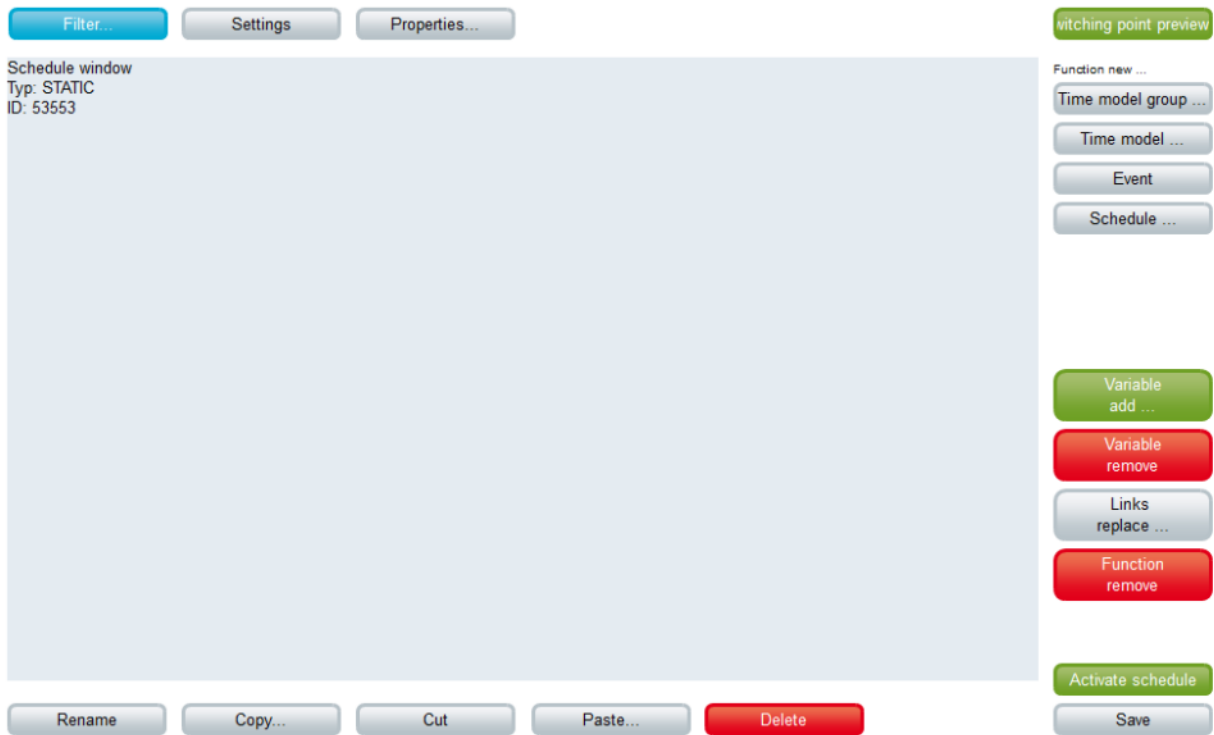 Filter...
Settings
Properties...
witching point preview
Schedule window
Typ: STATIC
ID: 53553
Function new ...
Time model group ...
Time model ...
Event
Schedule ...
Variable
add ...
Variable
remove
Links
replace ...
Function
remove
Activate schedule
Rename
Copy...
Cut
Paste...
Delete
Save